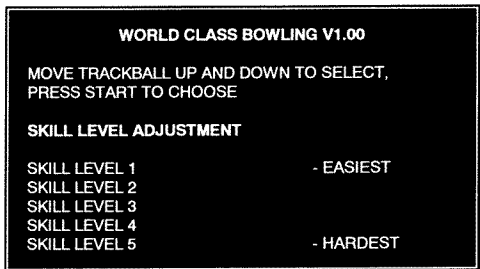 WORLD CLASS BOWLING V1.00
MOVE TRACKBALL UP AND DOWN TO SELECT,
PRESS START TO CHOOSE
SKILL LEVEL ADJUSTMENT
SKILL LEVEL 1 - EASIEST
SKILL LEVEL 2
SKILL LEVEL 3
SKILL LEVEL 4
SKILL LEVEL 5 - HARDEST